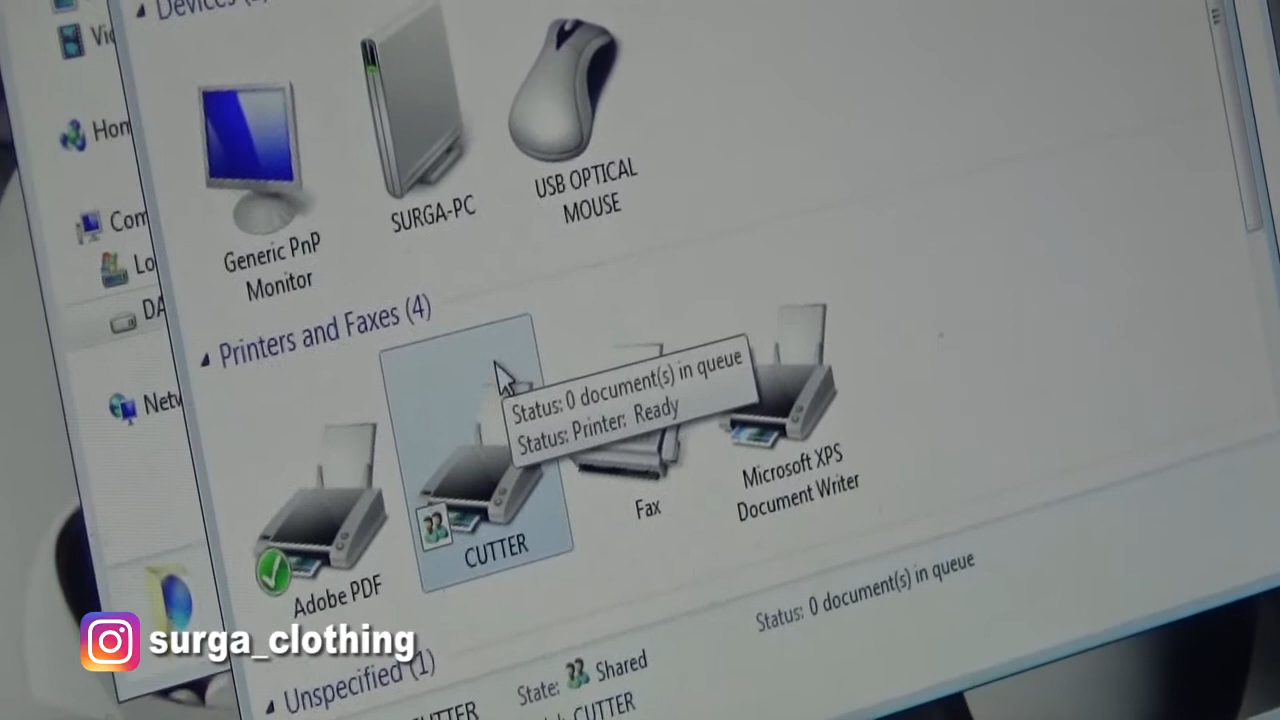 Devices
Generic PnP
Monitor
SURGA-PC
USB OPTICAL
MOUSE
Printers and Faxes (4)
Status: 0 document(s) in queue
Status: Printer: Ready
Adobe PDF
CUTTER
Fax
Microsoft XPS
Document Writer
Unspecified (1)
Status: 0 document(s) in queue
State: Shared
CUTTER
CUTTER
surga_clothing